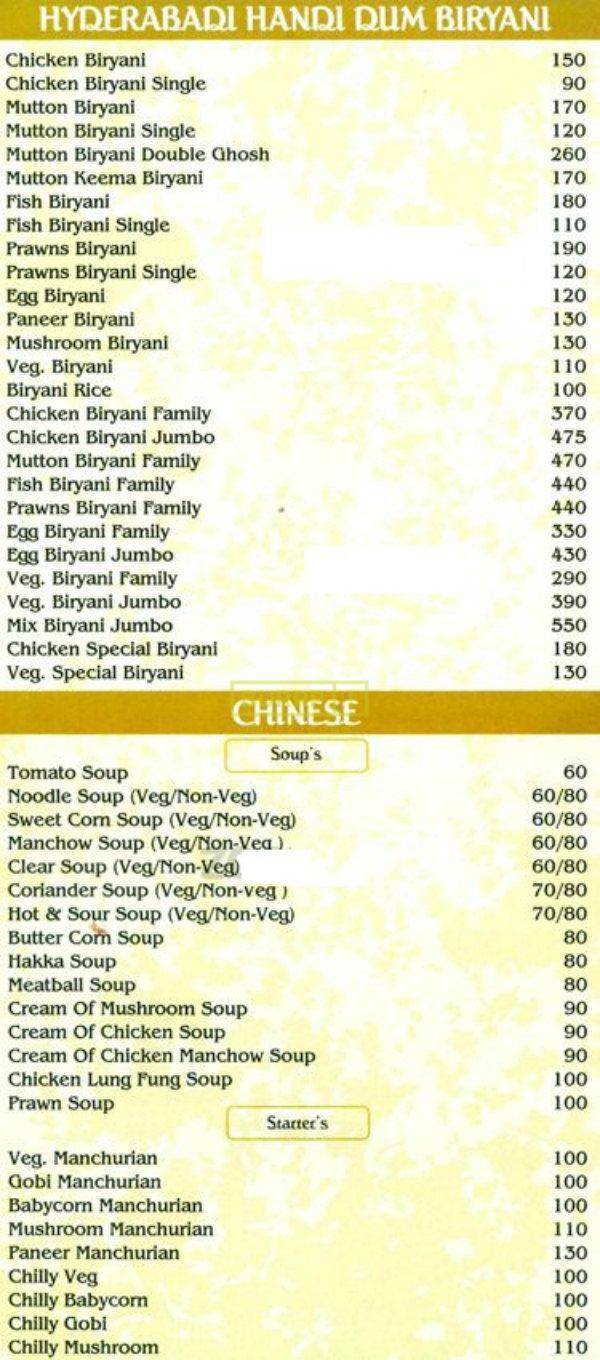 HYDERABADI HANDI DUM BIRYANI
Chicken Biryani 150
Chicken Biryani Single 90
Mutton Biryani 170
Mutton Biryani Single 120
Mutton Biryani Double Ghosh 260
Mutton Keema Biryani 170
Fish Biryani 180
Fish Biryani Single 110
Prawns Biryani 190
Prawns Biryani Single 120
Egg Biryani 120
Paneer Biryani 130
Mushroom Biryani 130
Veg. Biryani 110
Biryani Rice 100
Chicken Biryani Family 370
Chicken Biryani Jumbo 475
Mutton Biryani Family 470
Fish Biryani Family 440
Prawns Biryani Family 440
Egg Biryani Family 330
Egg Biryani Jumbo 430
Veg. Biryani Family 290
Veg. Biryani Jumbo 390
Mix Biryani Jumbo 550
Chicken Special Biryani 180
Veg. Special Biryani 130
CHINESE
Soup's
Tomato Soup 60
Noodle Soup (Veg/Non-Veg) 60/80
Sweet Corn Soup (Veg/Non-Veg) 60/80
Manchow Soup (Veg/Non-Veg ) 60/80
Clear Soup (Veg/Non-Veg) 60/80
Coriander Soup (Veg/Non-veg ) 70/80
Hot & Sour Soup (Veg/Non-Veg) 70/80
Butter Corn Soup 80
Hakka Soup 80
Meatball Soup 80
Cream Of Mushroom Soup 90
Cream Of Chicken Soup 90
Cream Of Chicken Manchow Soup 90
Chicken Lung Fung Soup 100
Prawn Soup 100
Starter's
Veg. Manchurian 100
Gobi Manchurian 100
Babycorn Manchurian 100
Mushroom Manchurian 110
Paneer Manchurian 130
Chilly Veg 100
Chilly Babycorn 100
Chilly Gobi 100
Chilly Mushroom 110